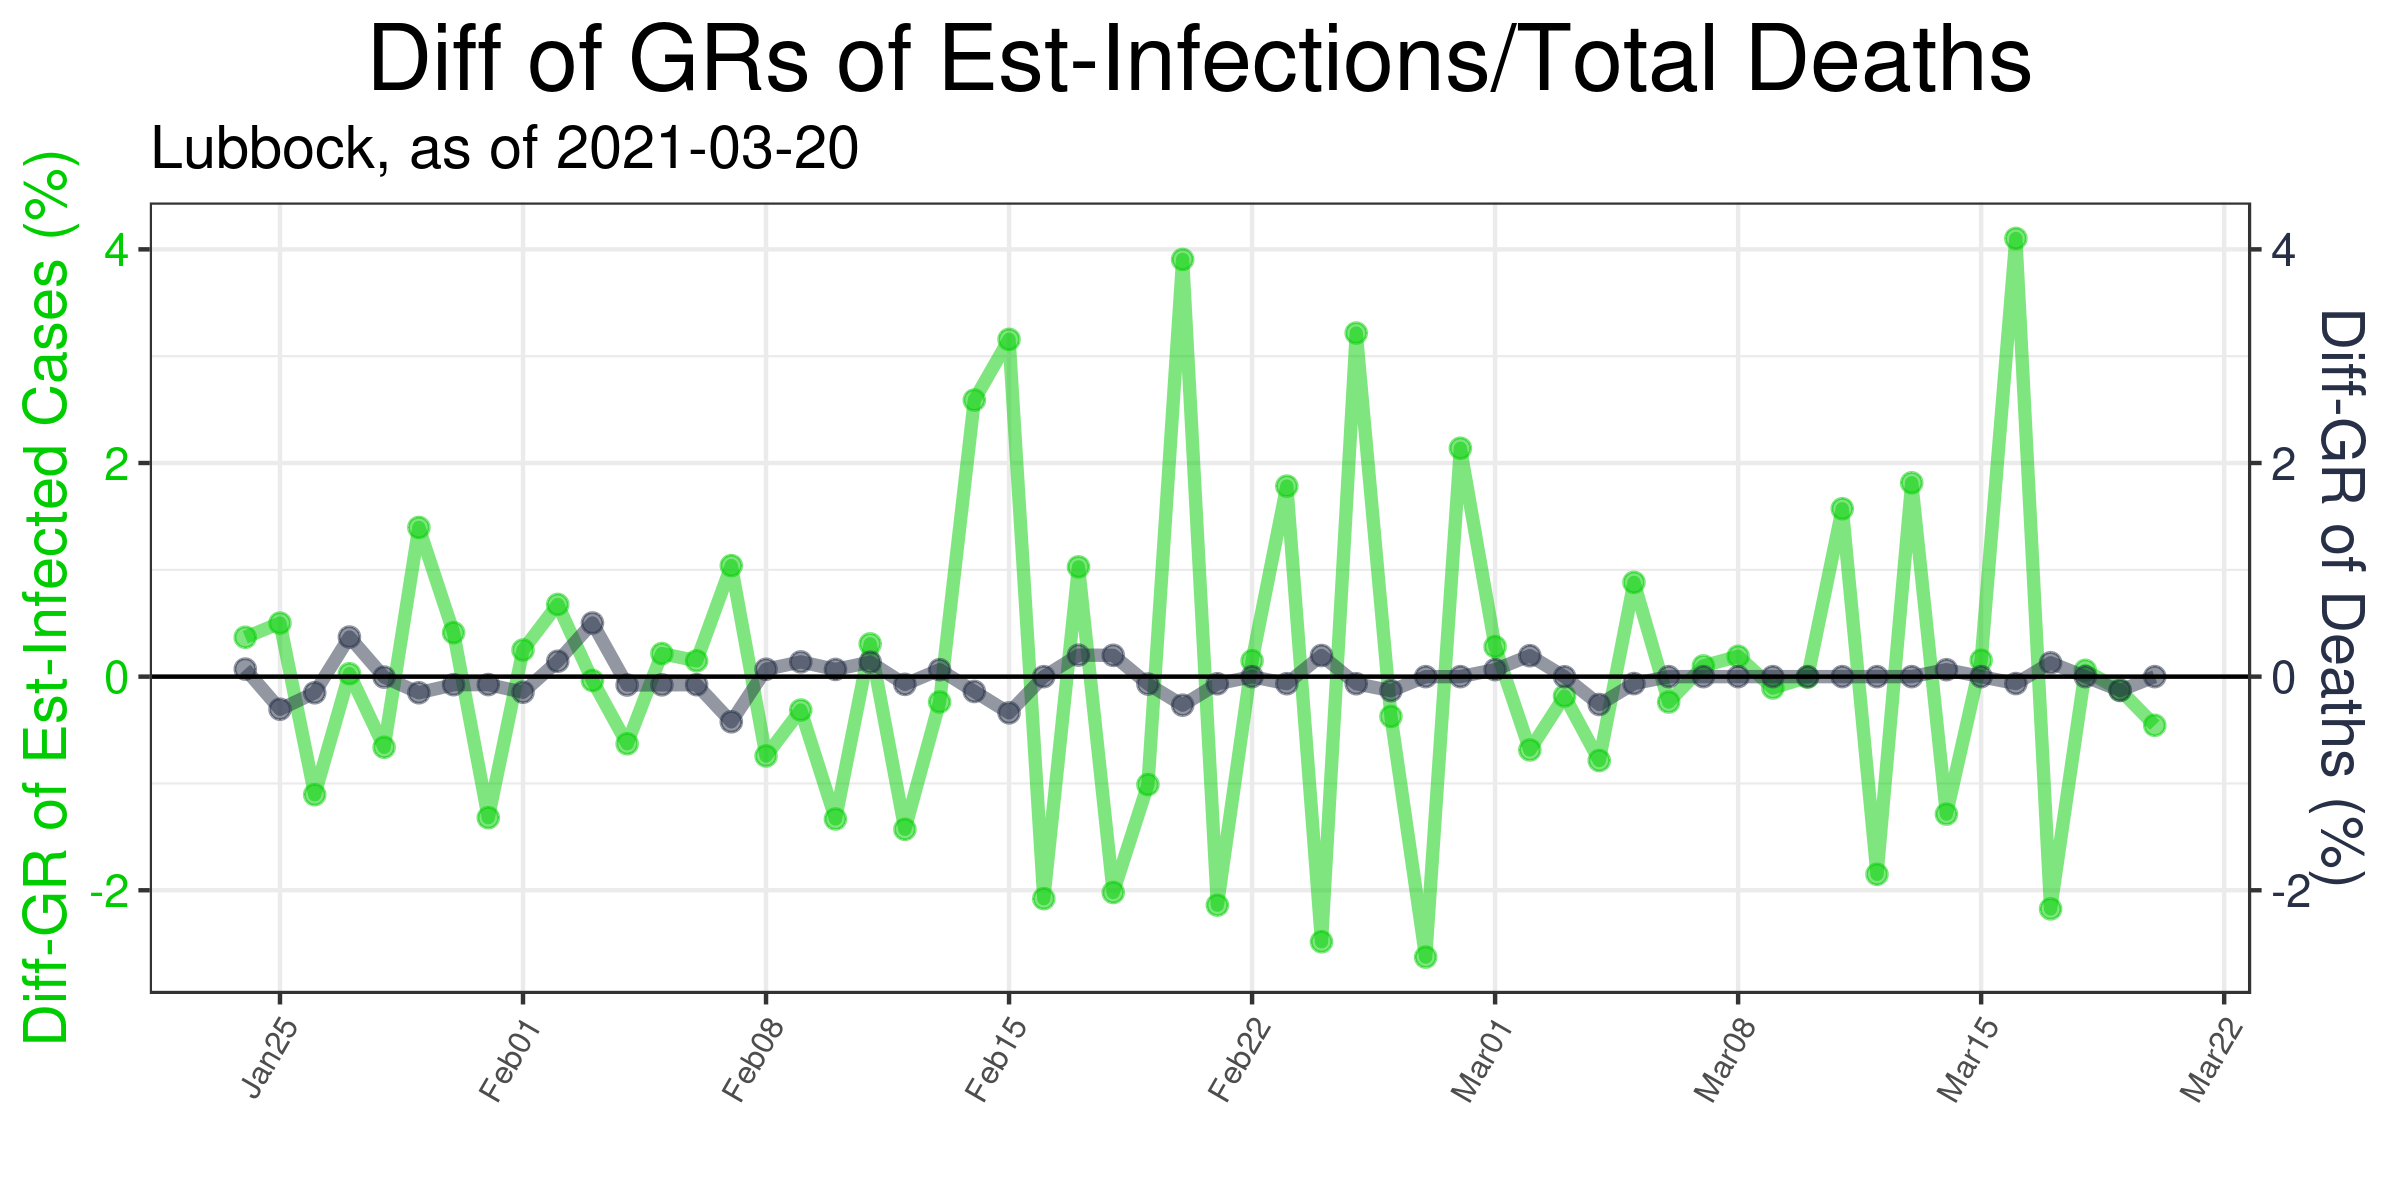 Diff of GRs of Est-Infections/Total Deaths
Lubbock, as of 2021-03-20
Diff-GR of Est-Infected Cases (%)
4
2
0
-2
4
2
0
-2
Diff-GR of Deaths (%)
Jan25
Feb01
Feb08
Feb15
Feb22
Mar01
Mar08
Mar15
Mar22